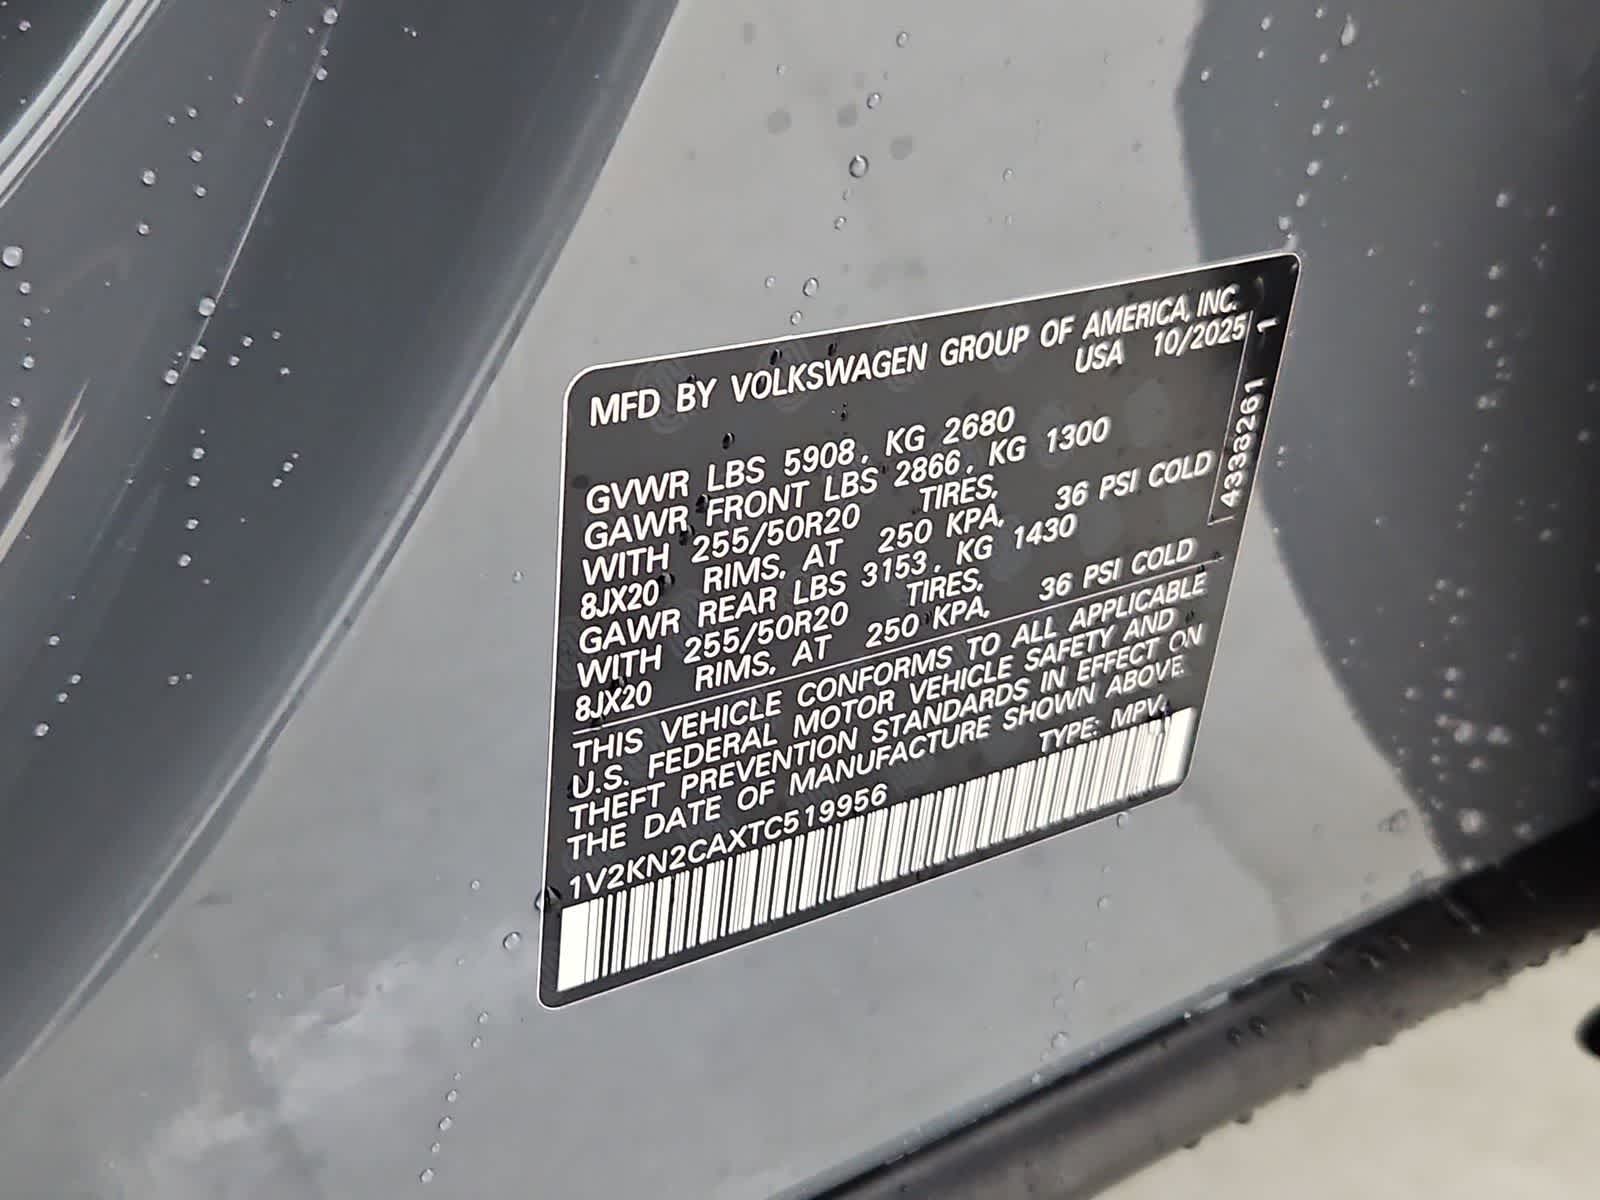 MFD BY VOLKSWAGEN GROUP OF AMERICA, INC.
USA 10/2025
GVWR LBS 5908, KG 2680
GAWR FRONT LBS 2866, KG 1300
WITH 255/50R20 TIRES,
8JX20 RIMS, AT 250 KPA, 36 PSI COLD
GAWR REAR LBS 3153, KG 1430
WITH 255/50R20 TIRES,
8JX20 RIMS, AT 250 KPA, 36 PSI COLD
THIS VEHICLE CONFORMS TO ALL APPLICABLE
U.S. FEDERAL MOTOR VEHICLE SAFETY AND
THEFT PREVENTION STANDARDS IN EFFECT ON
THE DATE OF MANUFACTURE SHOWN ABOVE.
TYPE: MPV
1V2KN2CAXTC519956
4333261 1